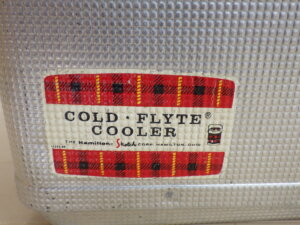 COLD · FLYTE®
COOLER
THE Hamilton- Skotch CORP. HAMILTON, OHIO